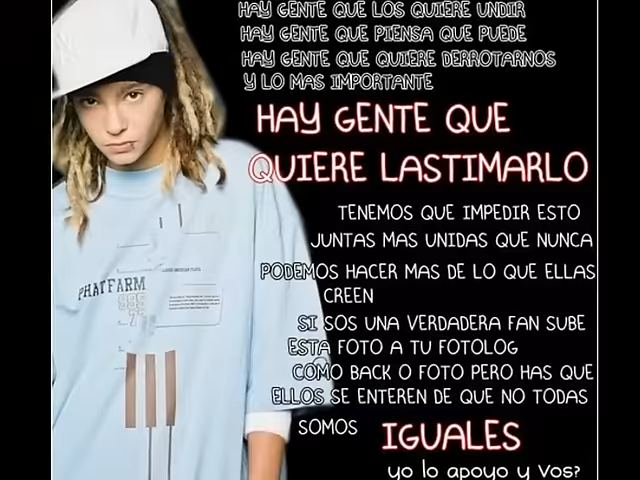 HAY GENTE QUE LOS QUIERE UNDIR
HAY GENTE QUE PIENSA QUE PUEDE
HAY GENTE QUE QUIERE DERROTARNOS
Y LO MAS IMPORTANTE
HAY GENTE QUE
QUIERE LASTIMARLO
TENEMOS QUE IMPEDIR ESTO
JUNTAS MAS UNIDAS QUE NUNCA
PODEMOS HACER MAS DE LO QUE ELLAS
CREEN
SI SOS UNA VERDADERA FAN SUBE
ESTA FOTO A TU FOTOLOG
COMO BACK O FOTO PERO HAS QUE
ELLOS SE ENTEREN DE QUE NO TODAS
SOMOS IGUALES
yo lo apoyo y Vos?
PHATFARM